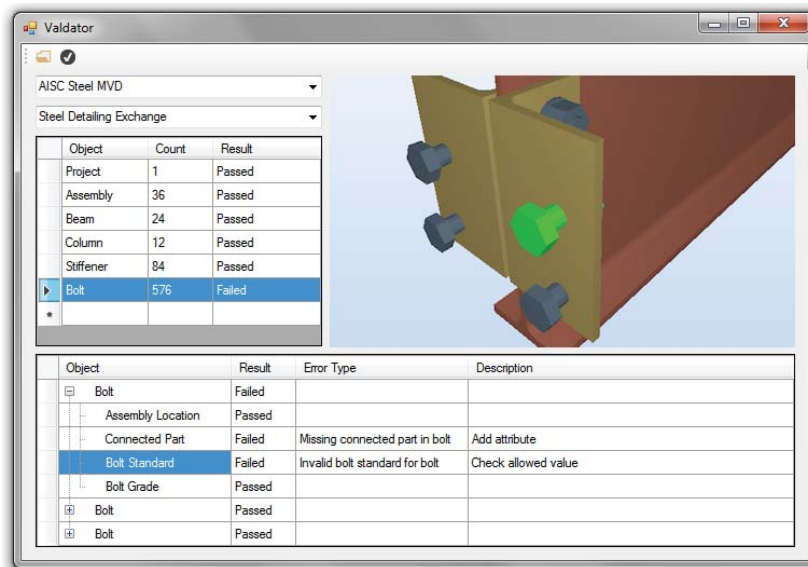 Valdator
AISC Steel MVD
Steel Detailing Exchange
Object Count Result
Project 1 Passed
Assembly 36 Passed
Beam 24 Passed
Column 12 Passed
Stiffener 84 Passed
Bolt 576 Failed
*
Object Result Error Type Description
Bolt Failed
Assembly Location Passed
Connected Part Failed Missing connected part in bolt Add attribute
Bolt Standard Failed Invalid bolt standard for bolt Check allowed value
Bolt Grade Passed
Bolt Passed
Bolt Passed